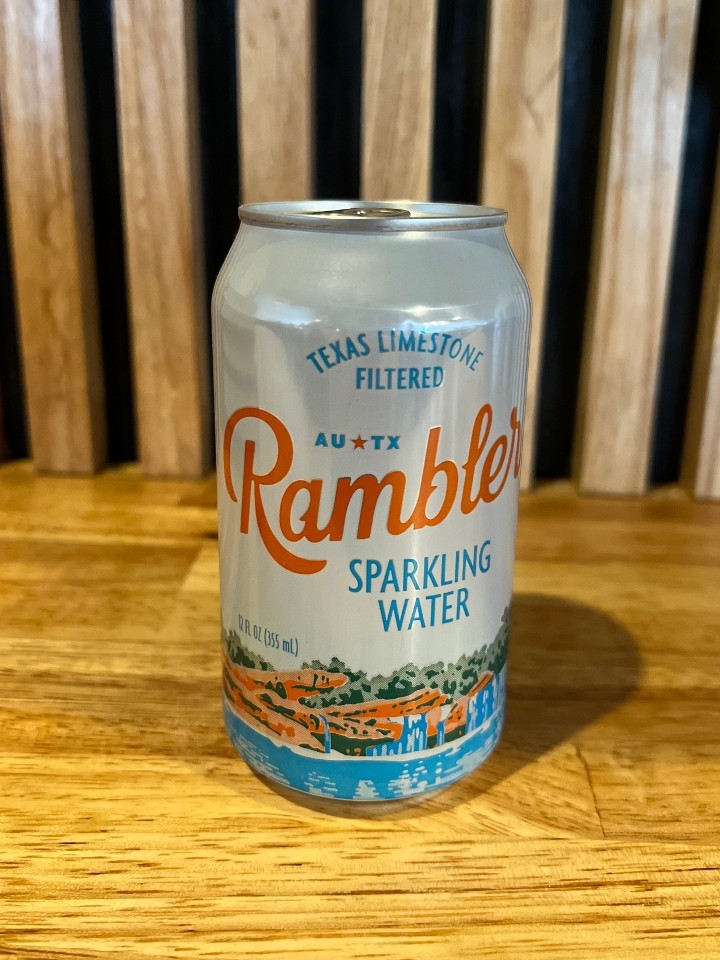 TEXAS LIMESTONE
FILTERED
AU★TX
Rambler
SPARKLING
WATER
12 FL OZ (355 mL)